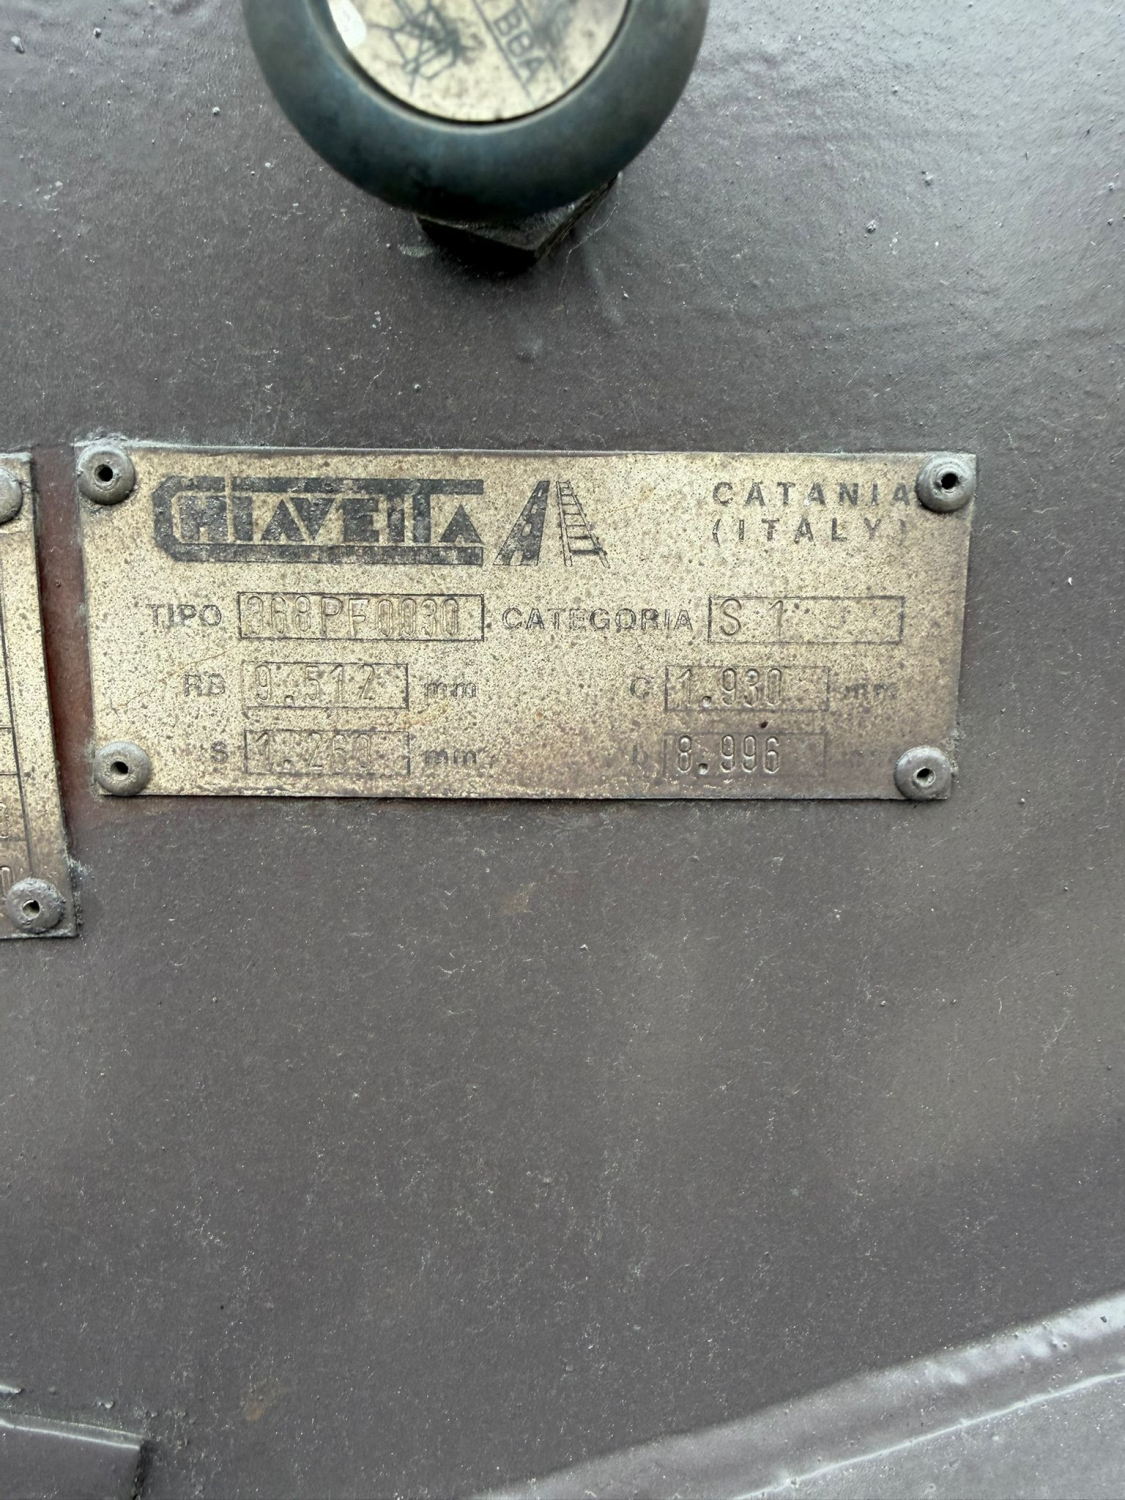 BBA
CHIAVETTA
CATANIA
(ITALY)
TIPO 368PF0930 CATEGORIA S 1
RB 9.512 mm C 1.930 mm
S 1.260 mm 8.996